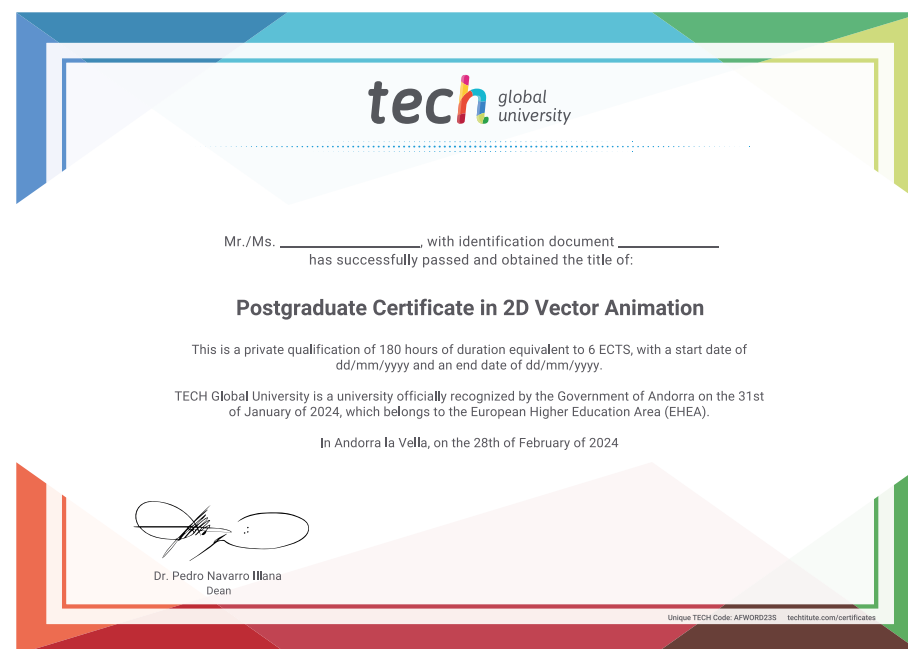 tech global university
Mr./Ms. ____________, with identification document ____________
has successfully passed and obtained the title of:
Postgraduate Certificate in 2D Vector Animation
This is a private qualification of 180 hours of duration equivalent to 6 ECTS, with a start date of
dd/mm/yyyy and an end date of dd/mm/yyyy.
TECH Global University is a university officially recognized by the Government of Andorra on the 31st
of January of 2024, which belongs to the European Higher Education Area (EHEA).
In Andorra la Vella, on the 28th of February of 2024
Dr. Pedro Navarro Illana
Dean
Unique TECH Code: AFWORD23S techtitute.com/certificates